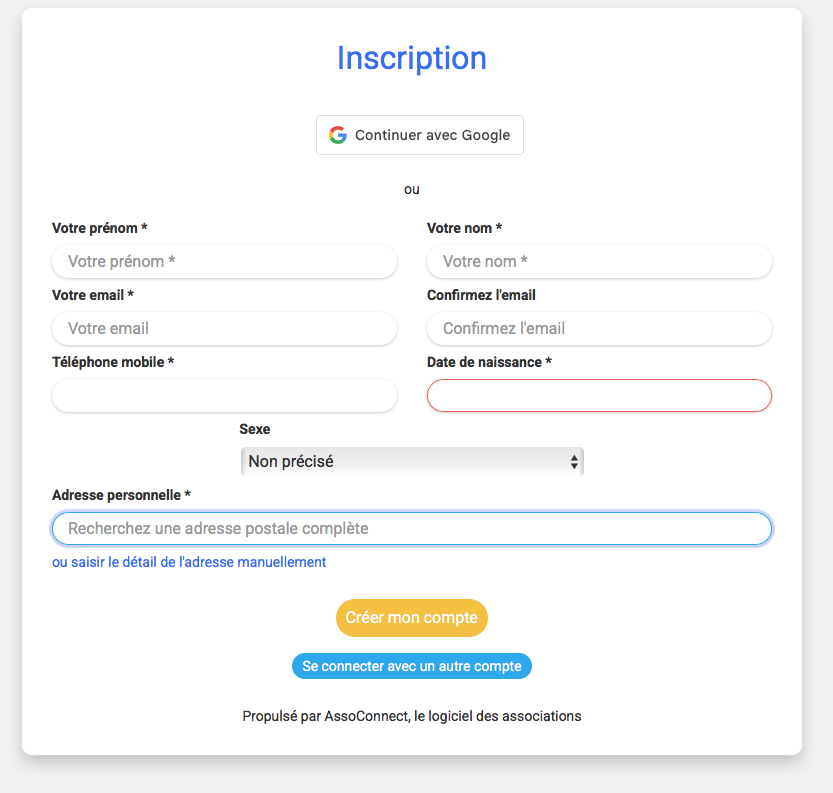 Inscription
Continuer avec Google
ou
Votre prénom *
Votre nom *
Votre prénom *
Votre nom *
Votre email *
Confirmez l'email
Votre email
Confirmez l'email
Téléphone mobile *
Date de naissance *
Sexe
Non précisé
Adresse personnelle *
Recherchez une adresse postale complète
ou saisir le détail de l'adresse manuellement
Créer mon compte
Se connecter avec un autre compte
Propulsé par AssoConnect, le logiciel des associations